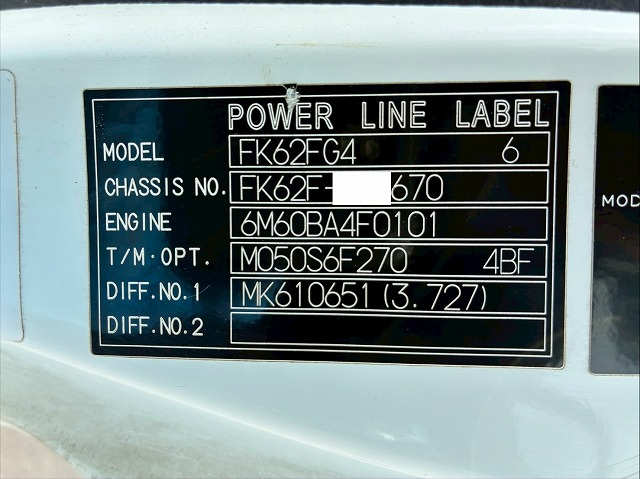 POWER LINE LABEL
MODEL FK62FG4 6
CHASSIS NO. FK62F- 670
ENGINE 6M60BA4F0101
T/M·OPT. M050S6F270 4BF
DIFF.NO.1 MK610651 (3.727)
DIFF.NO.2
MOD